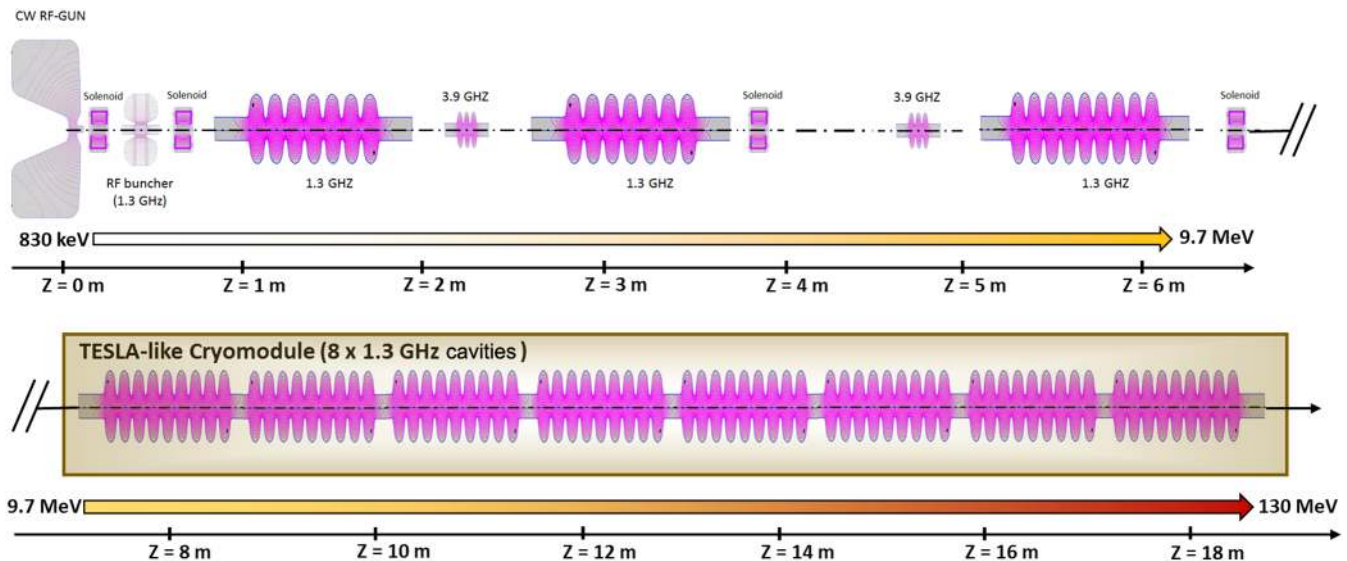 CW RF-GUN
Solenoid
Solenoid
3.9 GHZ
Solenoid
3.9 GHZ
Solenoid
RF buncher
(1.3 GHz)
1.3 GHZ
1.3 GHZ
1.3 GHZ
830 keV
9.7 MeV
Z = 0 m
Z = 1 m
Z = 2 m
Z = 3 m
Z = 4 m
Z = 5 m
Z = 6 m
TESLA-like Cryomodule (8 x 1.3 GHz cavities )
9.7 MeV
130 MeV
Z = 8 m
Z = 10 m
Z = 12 m
Z = 14 m
Z = 16 m
Z = 18 m